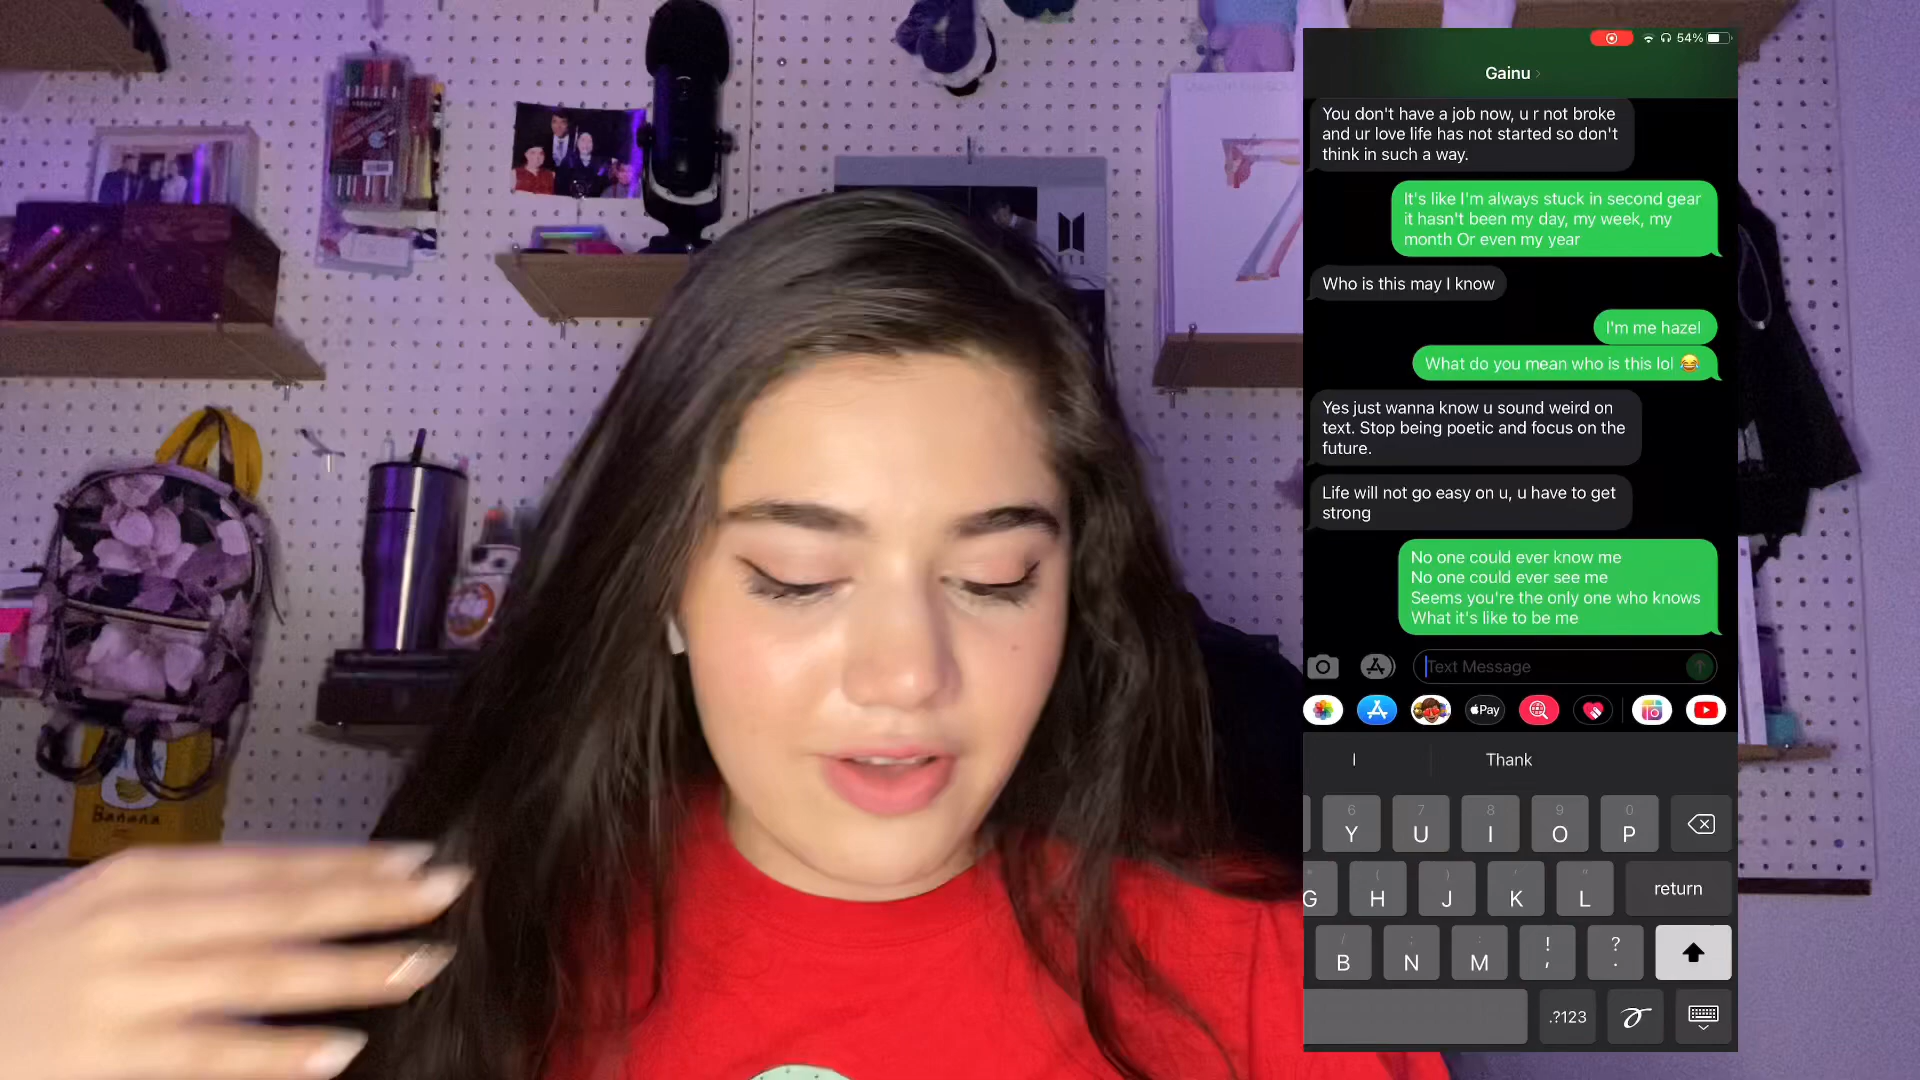 54%
Gainu
You don't have a job now, u r not broke
and ur love life has not started so don't
think in such a way.
It's like I'm always stuck in second gear
it hasn't been my day, my week, my
month Or even my year
Who is this may I know
I'm me hazel
What do you mean who is this lol 😂
Yes just wanna know u sound weird on
text. Stop being poetic and focus on the
future.
Life will not go easy on u, u have to get
strong
No one could ever know me
No one could ever see me
Seems you're the only one who knows
What it's like to be me
Text Message
Pay
I Thank
6 7 8 9 0
Y U I O P
G H J K L return
B N M ! , ? .
.?123
7
Banana